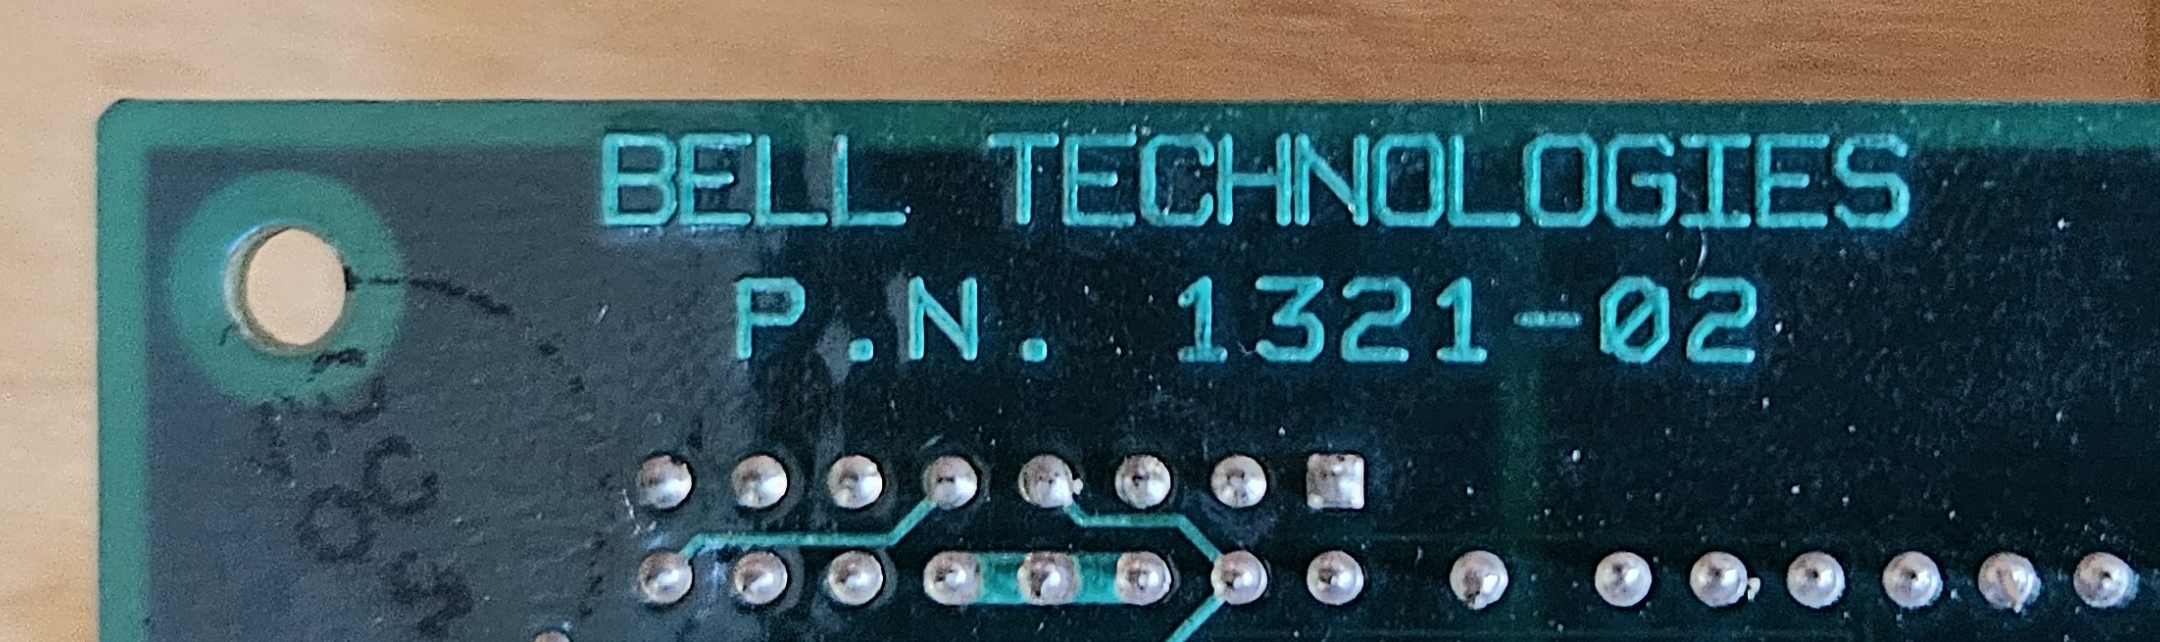 BELL TECHNOLOGIES
P.N. 1321-02